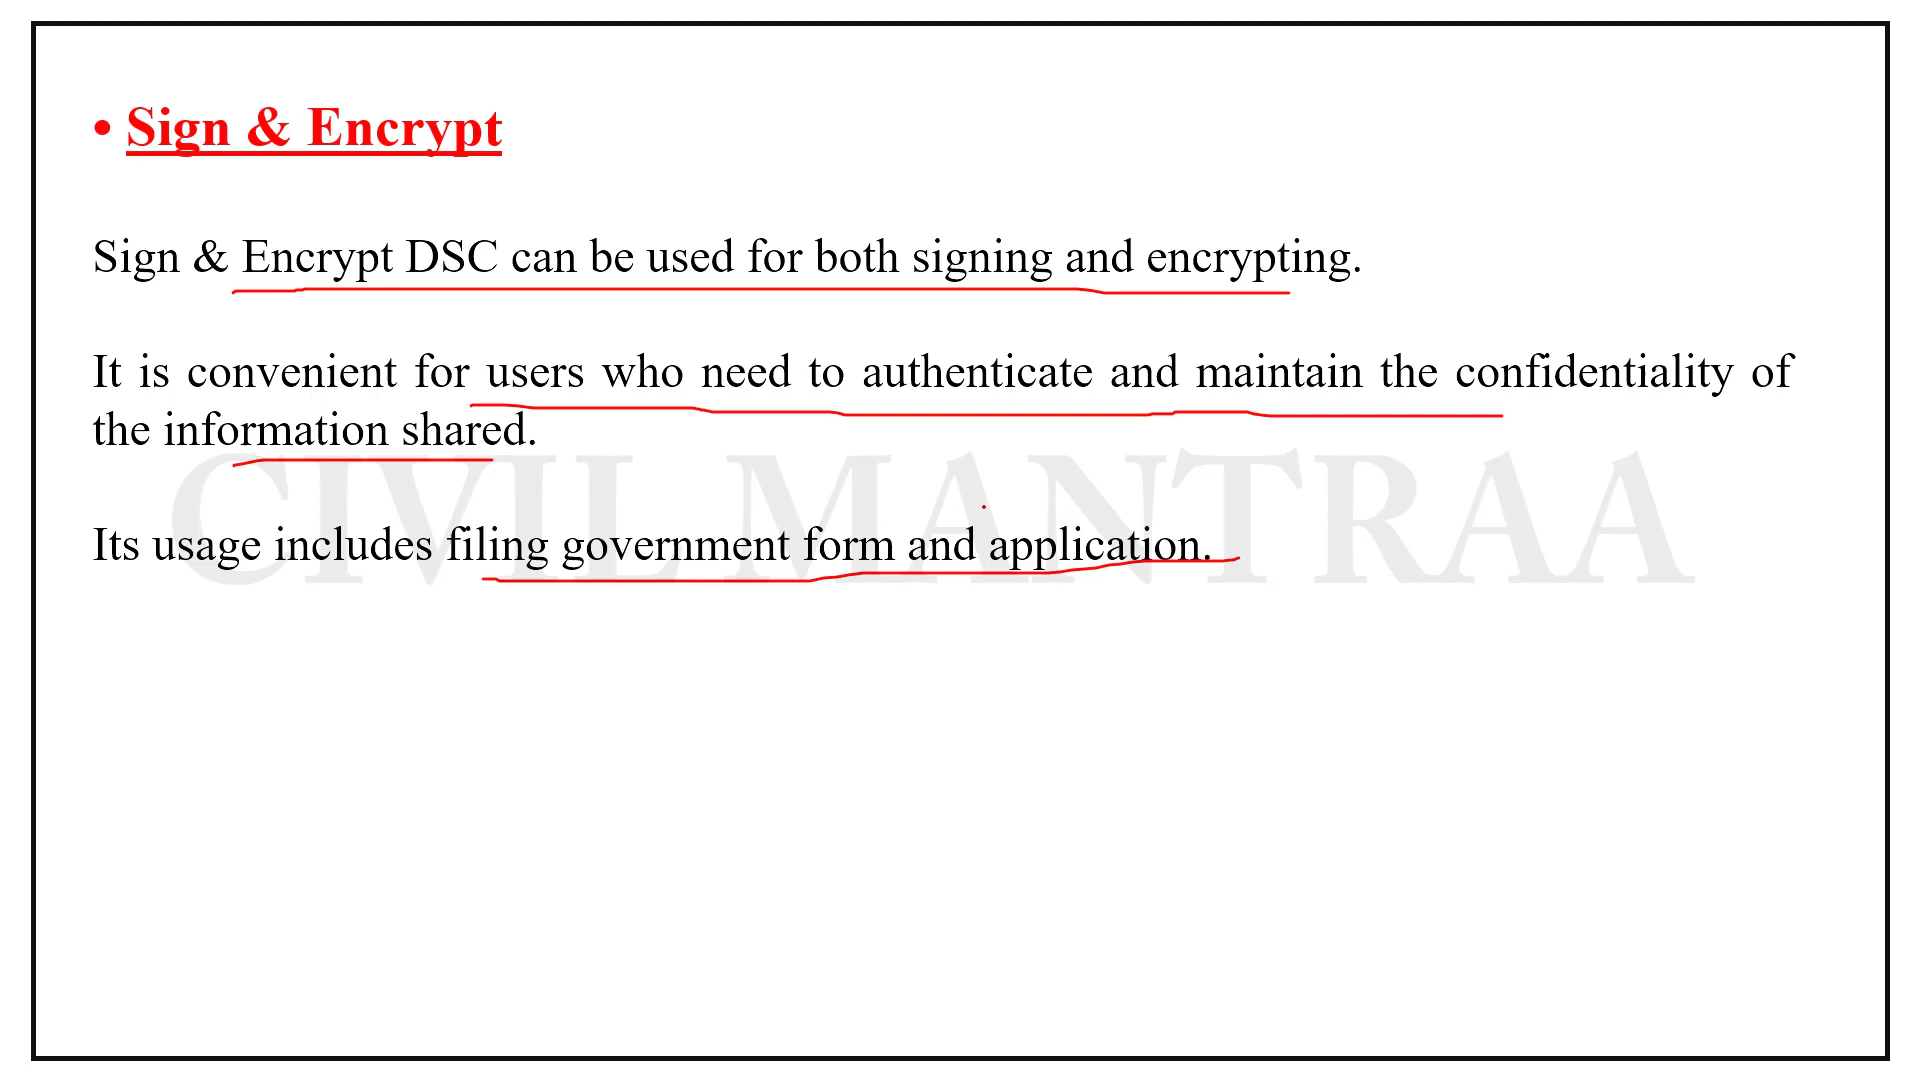 • Sign & Encrypt
Sign & Encrypt DSC can be used for both signing and encrypting.
It is convenient for users who need to authenticate and maintain the confidentiality of
the information shared.
CIVIL MANTRAA
Its usage includes filing government form and application.